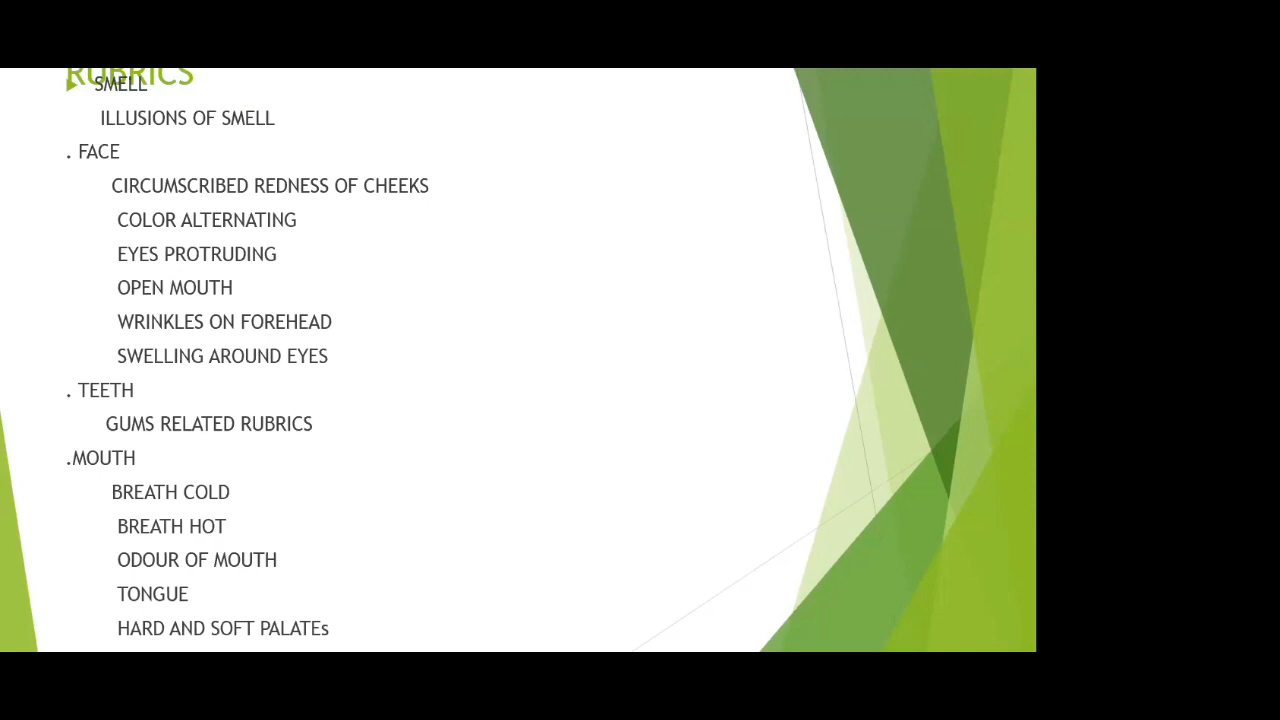 RUBRICS
SMELL
ILLUSIONS OF SMELL
. FACE
CIRCUMSCRIBED REDNESS OF CHEEKS
COLOR ALTERNATING
EYES PROTRUDING
OPEN MOUTH
WRINKLES ON FOREHEAD
SWELLING AROUND EYES
. TEETH
GUMS RELATED RUBRICS
.MOUTH
BREATH COLD
BREATH HOT
ODOUR OF MOUTH
TONGUE
HARD AND SOFT PALATEs